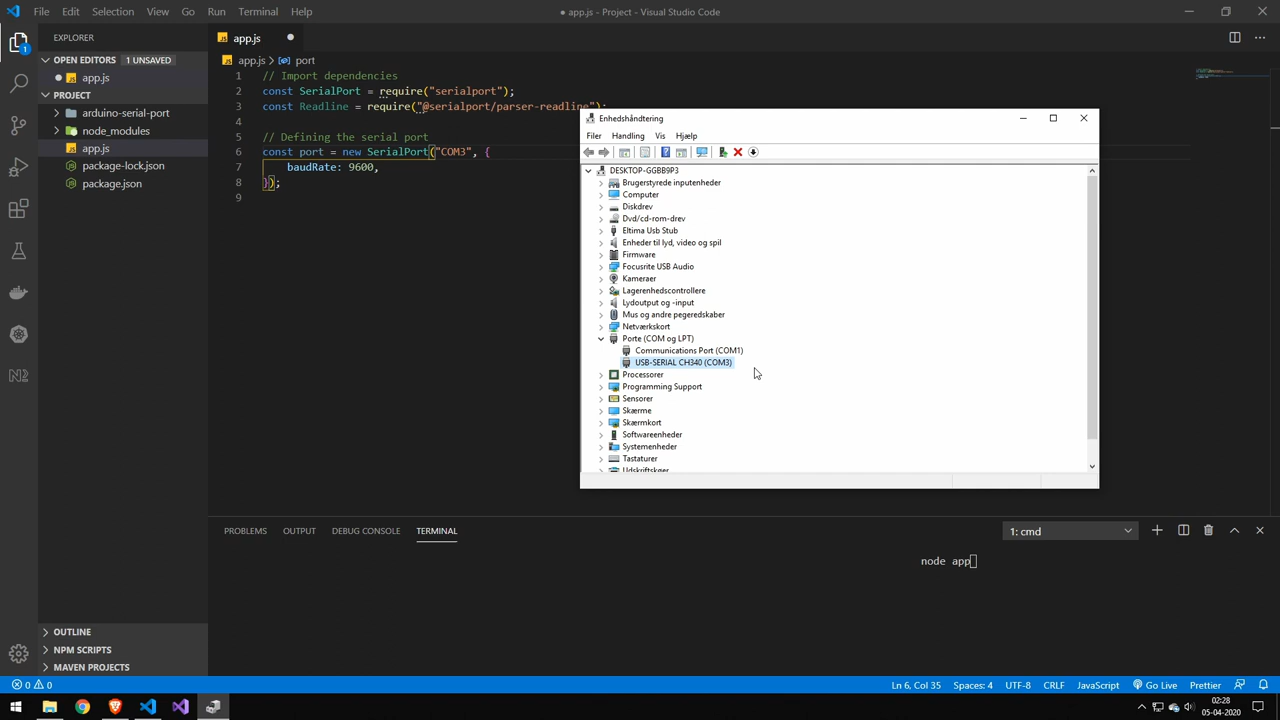 File Edit Selection View Go Run Terminal Help
● app.js - Project - Visual Studio Code
EXPLORER
OPEN EDITORS 1 UNSAVED
app.js
PROJECT
arduino-serial-port
node_modules
app.js
package-lock.json
package.json
OUTLINE
NPM SCRIPTS
MAVEN PROJECTS
1
app.js
app.js > port
1 // Import dependencies
2 const SerialPort = require("serialport");
3 const Readline = require("@serialport/parser-readline");
4
5 // Defining the serial port
6 const port = new SerialPort("COM3", {
7 baudRate: 9600,
8 });
9
Enhedshåndtering
Filer Handling Vis Hjælp
DESKTOP-GGBB9P3
Brugerstyrede inputenheder
Computer
Diskdrev
Dvd/cd-rom-drev
Eltima Usb Stub
Enheder til lyd, video og spil
Firmware
Focusrite USB Audio
Kameraer
Lagerenhedscontrollere
Lydoutput og -input
Mus og andre pegeredskaber
Netværkskort
Porte (COM og LPT)
Communications Port (COM1)
USB-SERIAL CH340 (COM3)
Processorer
Programming Support
Sensorer
Skærme
Skærmkort
Softwareenheder
Systemenheder
Tastaturer
Udskriftskøer
PROBLEMS OUTPUT DEBUG CONSOLE TERMINAL
1: cmd
node app
0 0
Ln 6, Col 35 Spaces: 4 UTF-8 CRLF JavaScript Go Live Prettier
02:28
05-04-2020